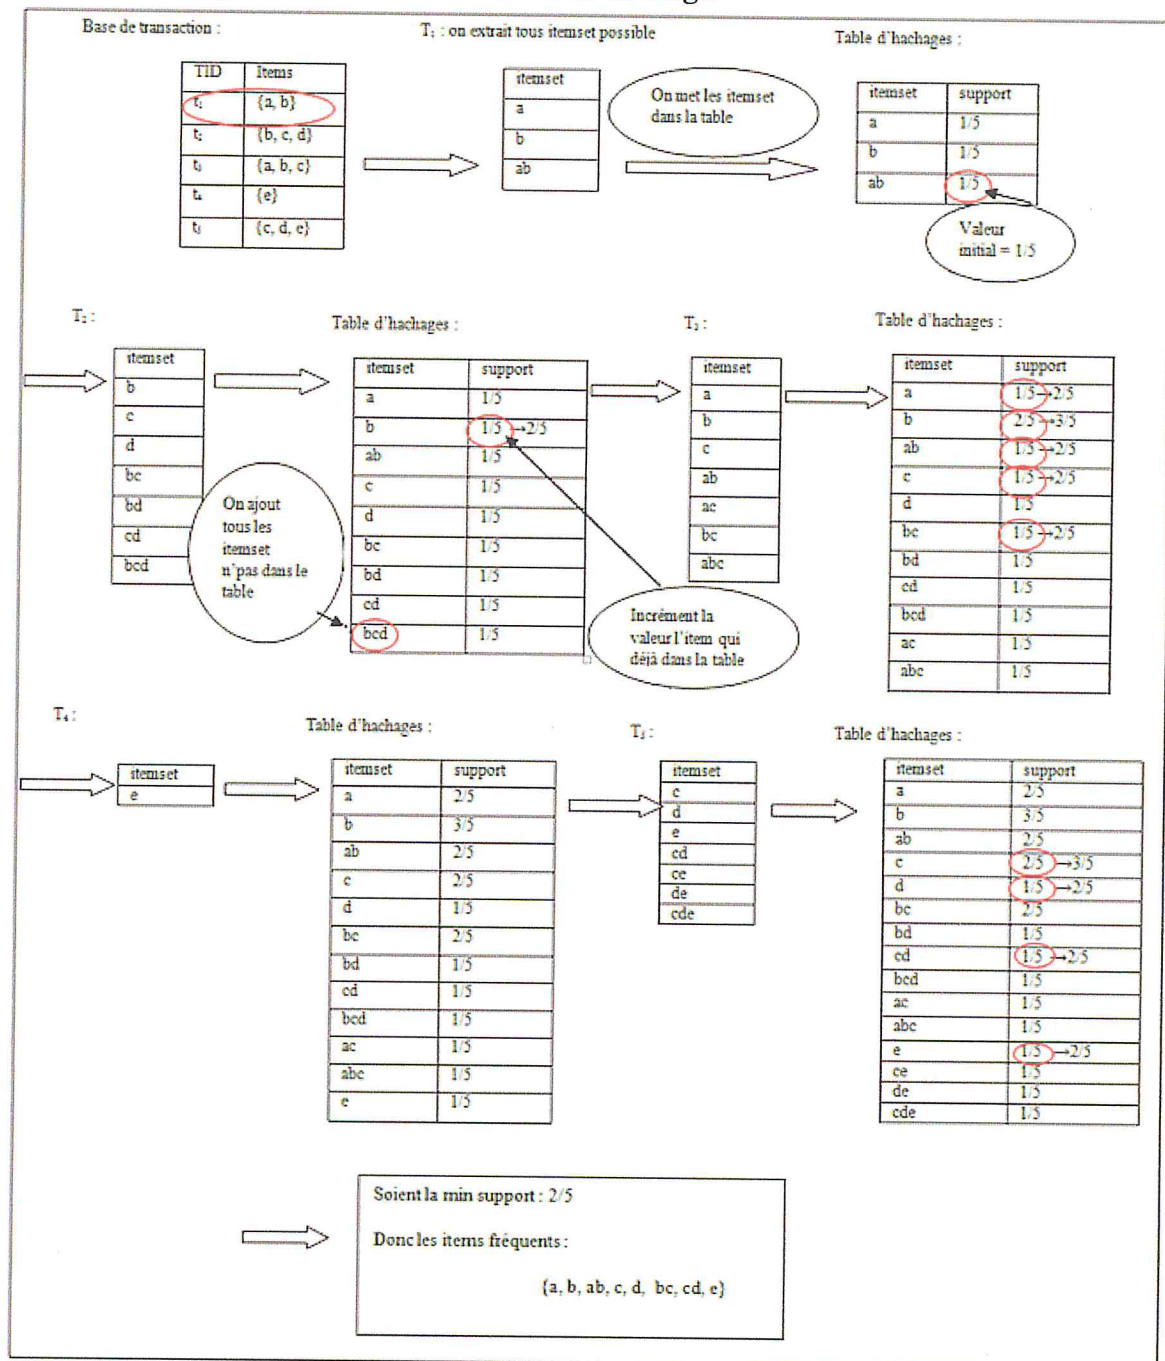 Base de transaction :
T₁ : on extrait tous itemset possible
Table d'hachages :
TID Items
t₁ {a, b}
t₂ {b, c, d}
t₃ {a, b, c}
t₄ {e}
t₅ {c, d, e}
itemset
a
b
ab
On met les itemset
dans la table
itemset support
a 1/5
b 1/5
ab 1/5
Valeur
initial = 1/5
T₂ :
itemset
b
c
d
bc
bd
cd
bcd
On ajout
tous les
itemset
n'pas dans le
table
Table d'hachages :
itemset support
a 1/5
b 1/5 →2/5
ab 1/5
c 1/5
d 1/5
bc 1/5
bd 1/5
cd 1/5
bcd 1/5
Incrément la
valeur l'item qui
déjà dans la table
T₃ :
itemset
a
b
c
ab
ac
bc
abc
Table d'hachages :
itemset support
a 1/5→2/5
b 2/5→3/5
ab 1/5→2/5
c 1/5→2/5
d 1/5
bc 1/5→2/5
bd 1/5
cd 1/5
bcd 1/5
ac 1/5
abc 1/5
T₄ :
itemset
e
Table d'hachages :
itemset support
a 2/5
b 3/5
ab 2/5
c 2/5
d 1/5
bc 2/5
bd 1/5
cd 1/5
bcd 1/5
ac 1/5
abc 1/5
e 1/5
T₅ :
itemset
c
d
e
cd
ce
de
cde
Table d'hachages :
itemset support
a 2/5
b 3/5
ab 2/5
c 2/5 →3/5
d 1/5 →2/5
bc 2/5
bd 1/5
cd 1/5 →2/5
bcd 1/5
ac 1/5
abc 1/5
e 1/5 →2/5
ce 1/5
de 1/5
cde 1/5
Soient la min support : 2/5
Donc les items fréquents :
{a, b, ab, c, d, bc, cd, e}